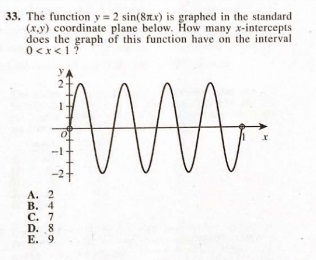 33. The function y = 2 sin(8πx) is graphed in the standard
(x,y) coordinate plane below. How many x-intercepts
does the graph of this function have on the interval
0 < x < 1 ?
y
2
1
O
1
x
−1
−2
A. 2
B. 4
C. 7
D. 8
E. 9